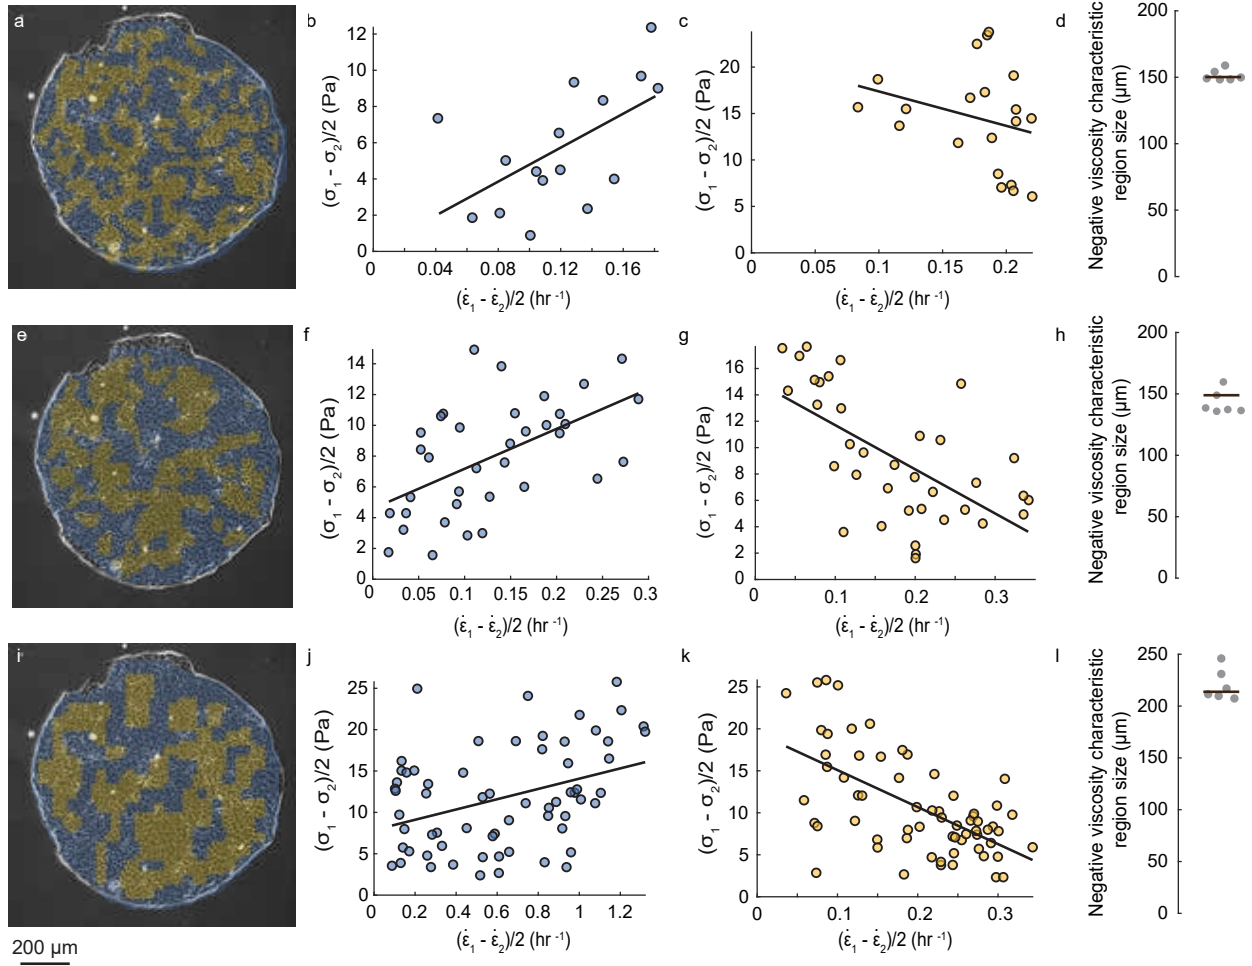 a
b
12
10
8
6
4
2
0
(σ₁ - σ₂)/2 (Pa)
0 0.04 0.08 0.12 0.16
(ε̇₁ - ε̇₂)/2 (hr ⁻¹)
c
20
15
10
5
0
(σ₁ - σ₂)/2 (Pa)
0 0.05 0.1 0.15 0.2
(ε̇₁ - ε̇₂)/2 (hr ⁻¹)
d
Negative viscosity characteristic
region size (μm)
200
150
100
50
0
e
f
14
12
10
8
6
4
2
0
(σ₁ - σ₂)/2 (Pa)
0 0.05 0.1 0.15 0.2 0.25 0.3
(ε̇₁ - ε̇₂)/2 (hr ⁻¹)
g
16
14
12
10
8
6
4
2
0
(σ₁ - σ₂)/2 (Pa)
0 0.1 0.2 0.3
(ε̇₁ - ε̇₂)/2 (hr ⁻¹)
h
Negative viscosity characteristic
region size (μm)
200
150
100
50
0
i
200 μm
j
25
20
15
10
5
0
(σ₁ - σ₂)/2 (Pa)
0 0.2 0.4 0.6 0.8 1 1.2
(ε̇₁ - ε̇₂)/2 (hr ⁻¹)
k
25
20
15
10
5
0
(σ₁ - σ₂)/2 (Pa)
0 0.1 0.2 0.3
(ε̇₁ - ε̇₂)/2 (hr ⁻¹)
l
Negative viscosity characteristic
region size (μm)
250
200
150
100
50
0